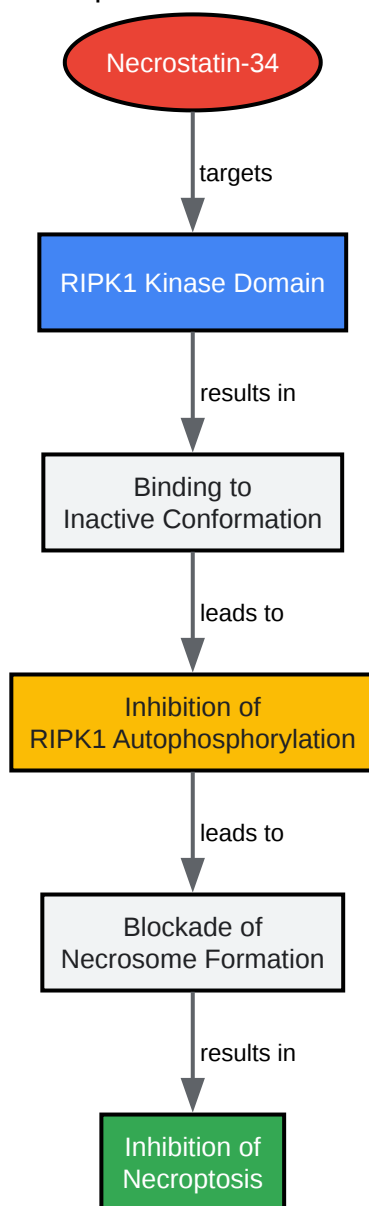 Necrostatin-34
targets
RIPK1 Kinase Domain
results in
Binding to
Inactive Conformation
leads to
Inhibition of
RIPK1 Autophosphorylation
leads to
Blockade of
Necrosome Formation
results in
Inhibition of
Necroptosis